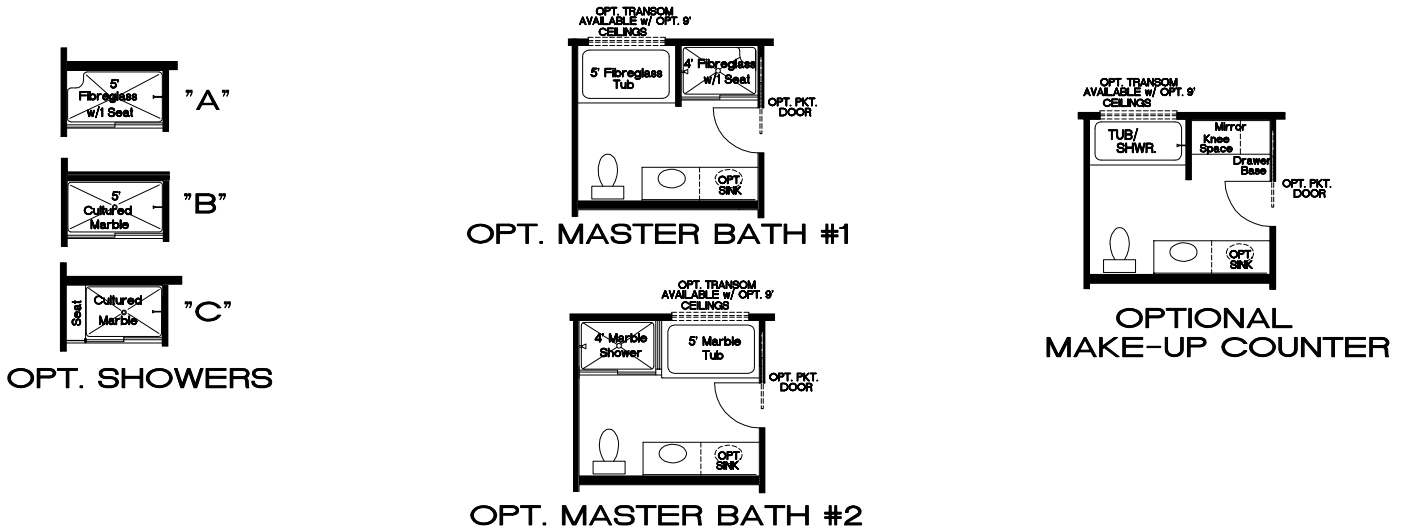 5'
Fibreglass
w/1 Seat
"A"
5'
Cultured
Marble
"B"
Seat
Cultured
Marble
"C"
OPT. SHOWERS
OPT. TRANSOM
AVAILABLE w/ OPT. 9'
CEILINGS
5' Fibreglass
Tub
4' Fibreglass
w/1 Seat
OPT. PKT.
DOOR
OPT
SINK
OPT. MASTER BATH #1
OPT. TRANSOM
AVAILABLE w/ OPT. 9'
CEILINGS
4' Marble
Shower
5' Marble
Tub
OPT. PKT.
DOOR
OPT
SINK
OPT. MASTER BATH #2
OPT. TRANSOM
AVAILABLE w/ OPT. 9'
CEILINGS
TUB/
SHWR.
Mirror
Knee
Space
Drawer
Base
OPT. PKT.
DOOR
OPT
SINK
OPTIONAL
MAKE-UP COUNTER